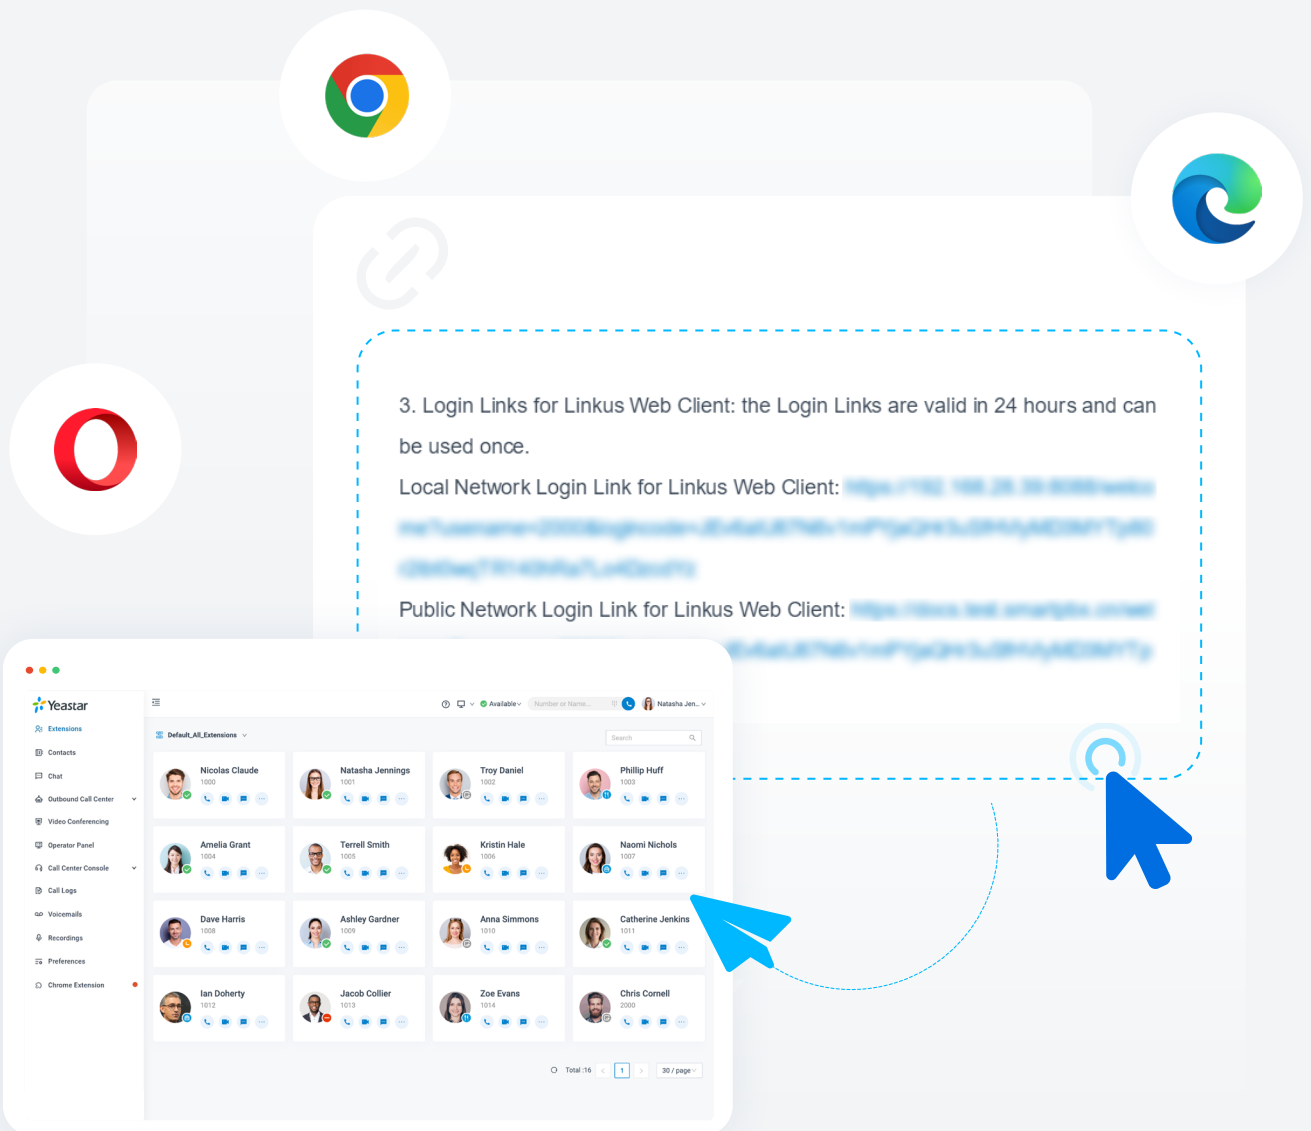 3. Login Links for Linkus Web Client: the Login Links are valid in 24 hours and can
be used once.
Local Network Login Link for Linkus Web Client:
Public Network Login Link for Linkus Web Client:
Yeastar
Available
Number or Name...
Natasha Jen...
Extensions
Contacts
Chat
Outbound Call Center
Video Conferencing
Operator Panel
Call Center Console
Call Logs
Voicemails
Recordings
Preferences
Chrome Extension
Default_All_Extensions
Search
Nicolas Claude
1000
Natasha Jennings
1001
Troy Daniel
1002
Phillip Huff
1003
Amelia Grant
1004
Terrell Smith
1005
Kristin Hale
1006
Naomi Nichols
1007
Dave Harris
1008
Ashley Gardner
1009
Anna Simmons
1010
Catherine Jenkins
1011
Ian Doherty
1012
Jacob Collier
1013
Zoe Evans
1014
Chris Cornell
2000
Total :16
1
30 / page